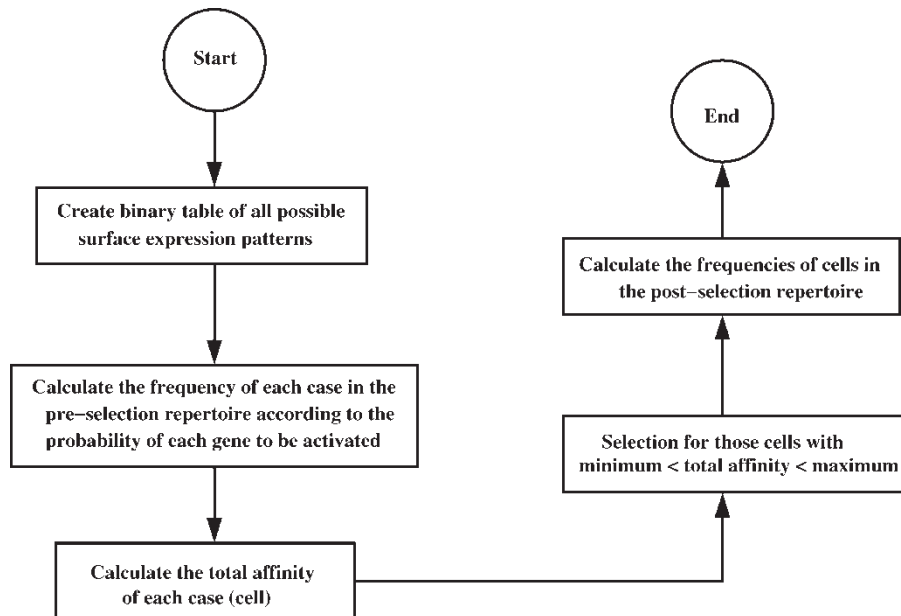 Start
Create binary table of all possible
surface expression patterns
Calculate the frequency of each case in the
pre-selection repertoire according to the
probability of each gene to be activated
Calculate the total affinity
of each case (cell)
Selection for those cells with
minimum < total affinity < maximum
Calculate the frequencies of cells in
the post-selection repertoire
End